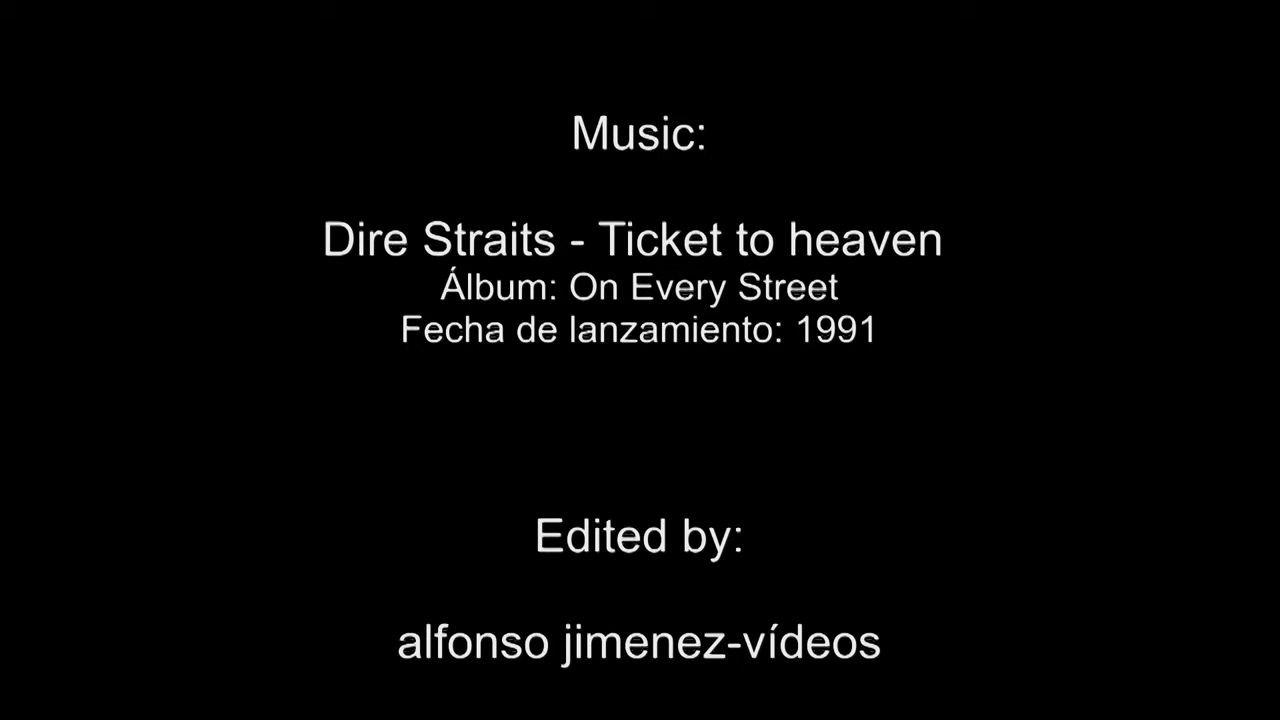 Music:
Dire Straits - Ticket to heaven
Álbum: On Every Street
Fecha de lanzamiento: 1991
Edited by:
alfonso jimenez-vídeos